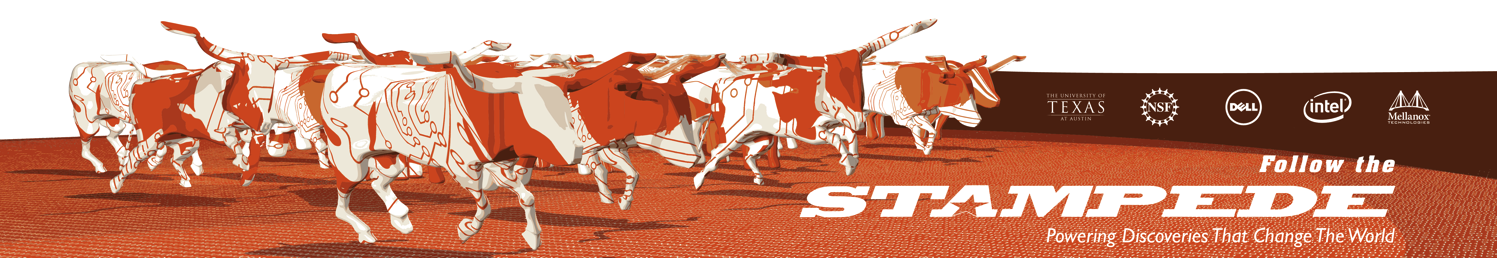 THE UNIVERSITY OF
TEXAS
AT AUSTIN
NSF
DELL
intel
Mellanox
TECHNOLOGIES
Follow the
STAMPEDE
Powering Discoveries That Change The World